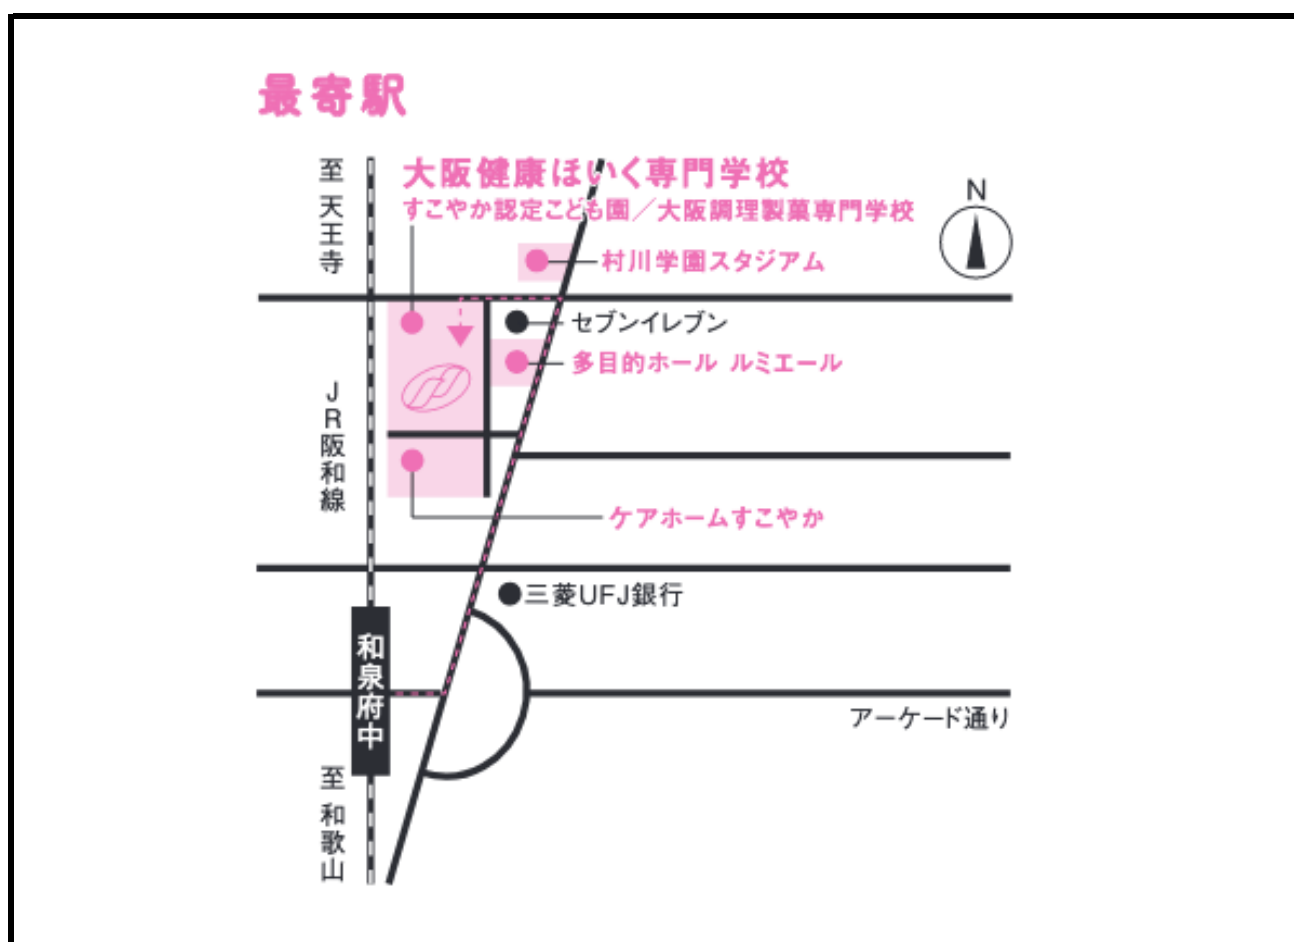 最寄駅
至 天王寺
大阪健康ほいく専門学校
すこやか認定こども園／大阪調理製菓専門学校
N
村川学園スタジアム
セブンイレブン
多目的ホール ルミエール
JR阪和線
ケアホームすこやか
三菱UFJ銀行
和泉府中
アーケード通り
至 和歌山